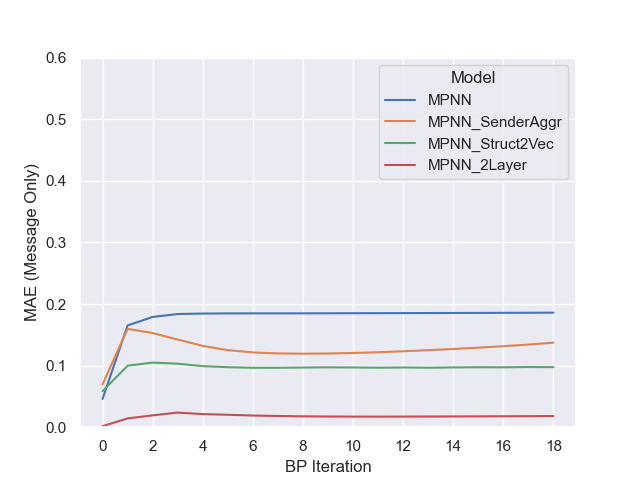 0.6
0.5
0.4
0.3
0.2
0.1
0.0
MAE (Message Only)
Model
MPNN
MPNN_SenderAggr
MPNN_Struct2Vec
MPNN_2Layer
0 2 4 6 8 10 12 14 16 18
BP Iteration